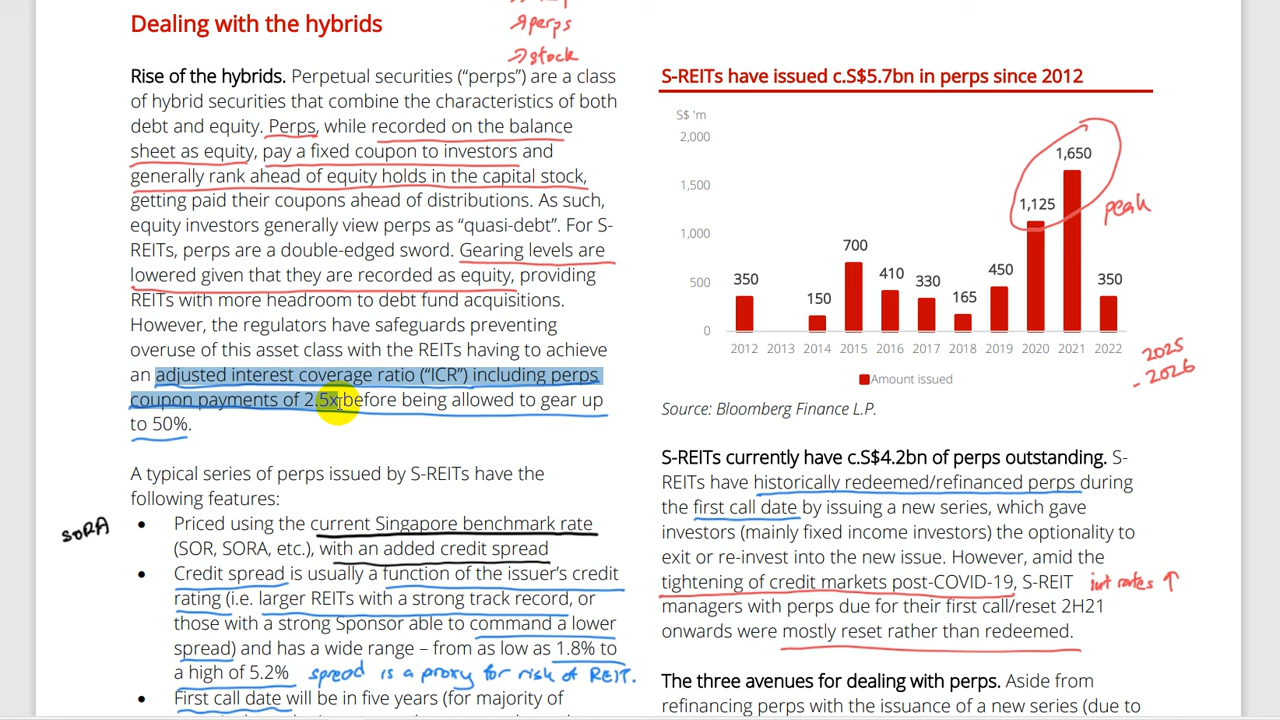 Dealing with the hybrids
→ perps
→ stock
Rise of the hybrids. Perpetual securities (“perps”) are a class
of hybrid securities that combine the characteristics of both
debt and equity. Perps, while recorded on the balance
sheet as equity, pay a fixed coupon to investors and
generally rank ahead of equity holds in the capital stock,
getting paid their coupons ahead of distributions. As such,
equity investors generally view perps as “quasi-debt”. For S-
REITs, perps are a double-edged sword. Gearing levels are
lowered given that they are recorded as equity, providing
REITs with more headroom to debt fund acquisitions.
However, the regulators have safeguards preventing
overuse of this asset class with the REITs having to achieve
an adjusted interest coverage ratio (“ICR”) including perps
coupon payments of 2.5x before being allowed to gear up
to 50%.
A typical series of perps issued by S-REITs have the
following features:
SORA
• Priced using the current Singapore benchmark rate
(SOR, SORA, etc.), with an added credit spread
• Credit spread is usually a function of the issuer’s credit
rating (i.e. larger REITs with a strong track record, or
those with a strong Sponsor able to command a lower
spread) and has a wide range – from as low as 1.8% to
a high of 5.2% spread is a proxy for risk of REIT.
• First call date will be in five years (for majority of
S-REITs have issued c.S$5.7bn in perps since 2012
S$ 'm
2,000
1,500
1,000
500
0
350
150
700
410
330
165
450
1,125
1,650
350
peak
2012 2013 2014 2015 2016 2017 2018 2019 2020 2021 2022
2025
- 2026
Amount issued
Source: Bloomberg Finance L.P.
S-REITs currently have c.S$4.2bn of perps outstanding. S-
REITs have historically redeemed/refinanced perps during
the first call date by issuing a new series, which gave
investors (mainly fixed income investors) the optionality to
exit or re-invest into the new issue. However, amid the
tightening of credit markets post-COVID-19, S-REIT int rates ↑
managers with perps due for their first call/reset 2H21
onwards were mostly reset rather than redeemed.
The three avenues for dealing with perps. Aside from
refinancing perps with the issuance of a new series (due to